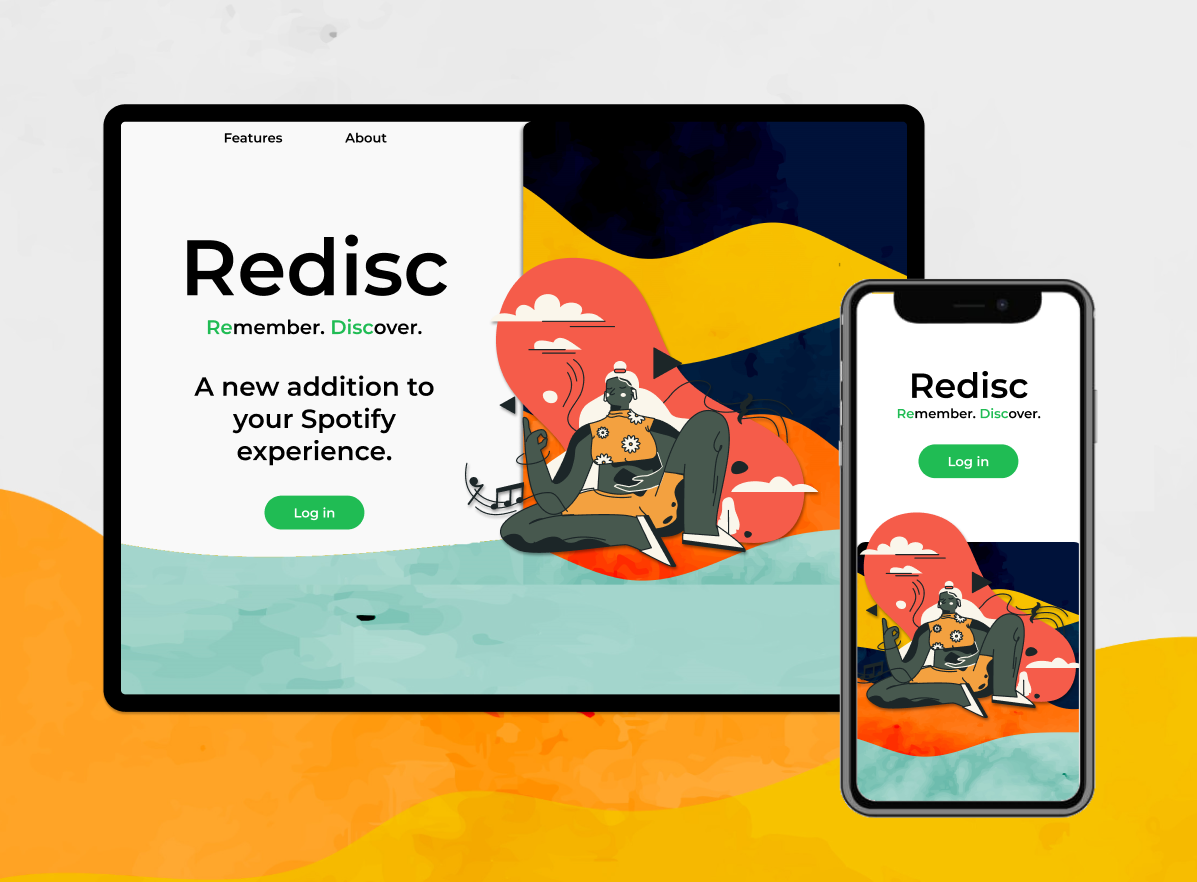 Features About
Redisc
Remember. Discover.
A new addition to
your Spotify
experience.
Log in
Redisc
Remember. Discover.
Log in